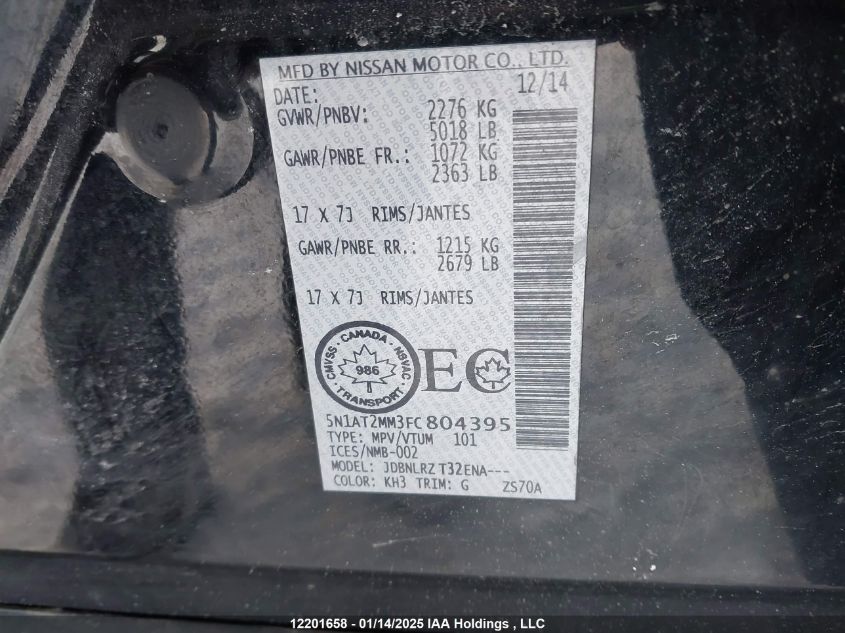 MFD BY NISSAN MOTOR CO., LTD.
DATE: 12/14
GVWR/PNBV: 2276 KG
5018 LB
GAWR/PNBE FR.: 1072 KG
2363 LB
17 X 7J RIMS/JANTES
GAWR/PNBE RR.: 1215 KG
2679 LB
17 X 7J RIMS/JANTES
CMVSS · CANADA · NSVAC
986
TRANSPORT
EC
5N1AT2MM3FC804395
TYPE: MPV/VTUM 101
ICES/NMB-002
MODEL: JDBNLRZ T32ENA---
COLOR: KH3 TRIM: G ZS70A
12201658 - 01/14/2025 IAA Holdings , LLC